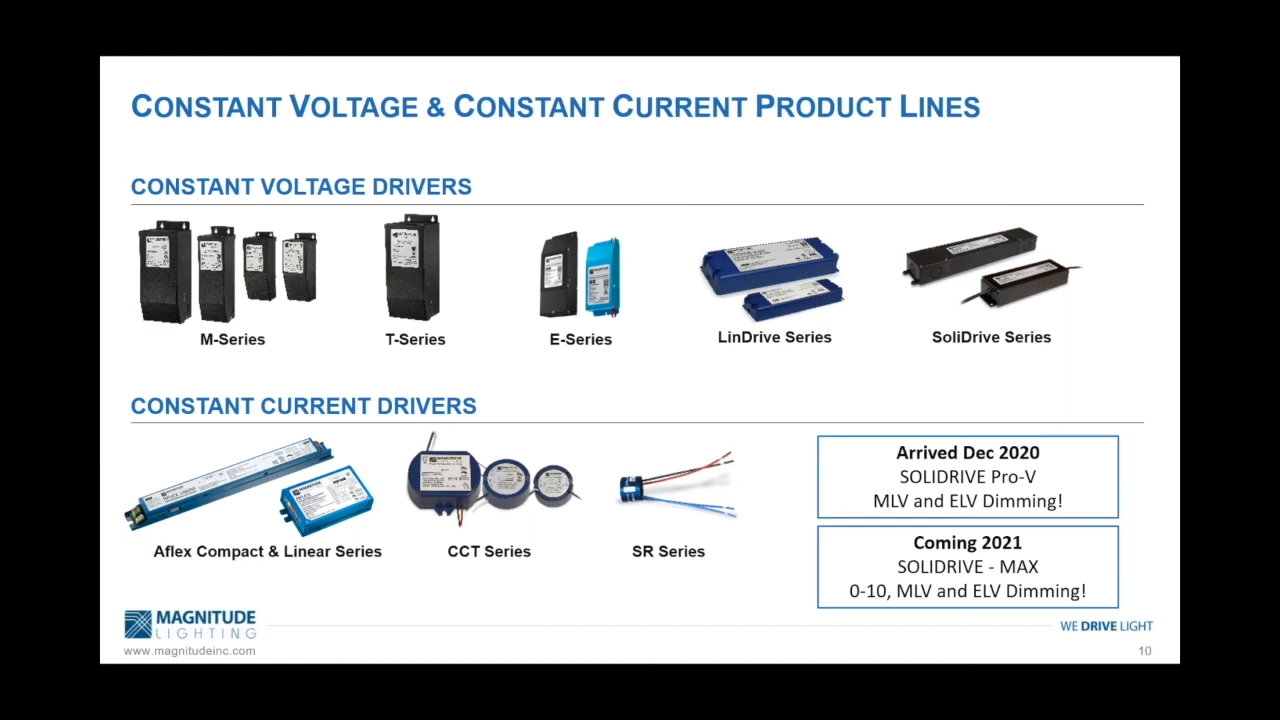 CONSTANT VOLTAGE & CONSTANT CURRENT PRODUCT LINES
CONSTANT VOLTAGE DRIVERS
M-Series
T-Series
E-Series
LinDrive Series
SoliDrive Series
CONSTANT CURRENT DRIVERS
MAGNITUDE
Aflex Compact & Linear Series
CCT Series
SR Series
Arrived Dec 2020
SOLIDRIVE Pro-V
MLV and ELV Dimming!
Coming 2021
SOLIDRIVE - MAX
0-10, MLV and ELV Dimming!
MAGNITUDE
LIGHTING
www.magnitudeinc.com
WE DRIVE LIGHT
10